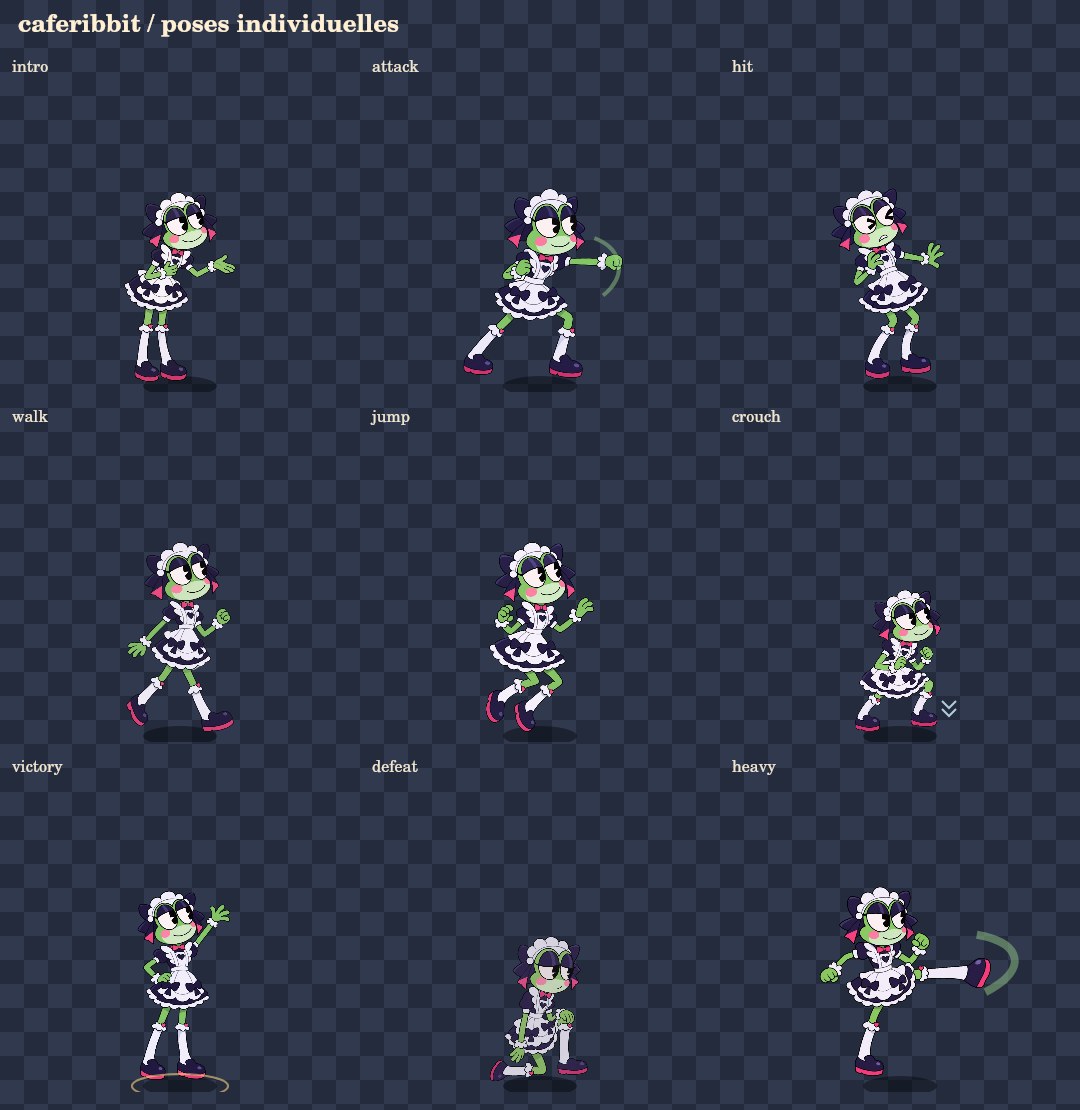 caferibbit / poses individuelles
intro
attack
hit
walk
jump
crouch
victory
defeat
heavy